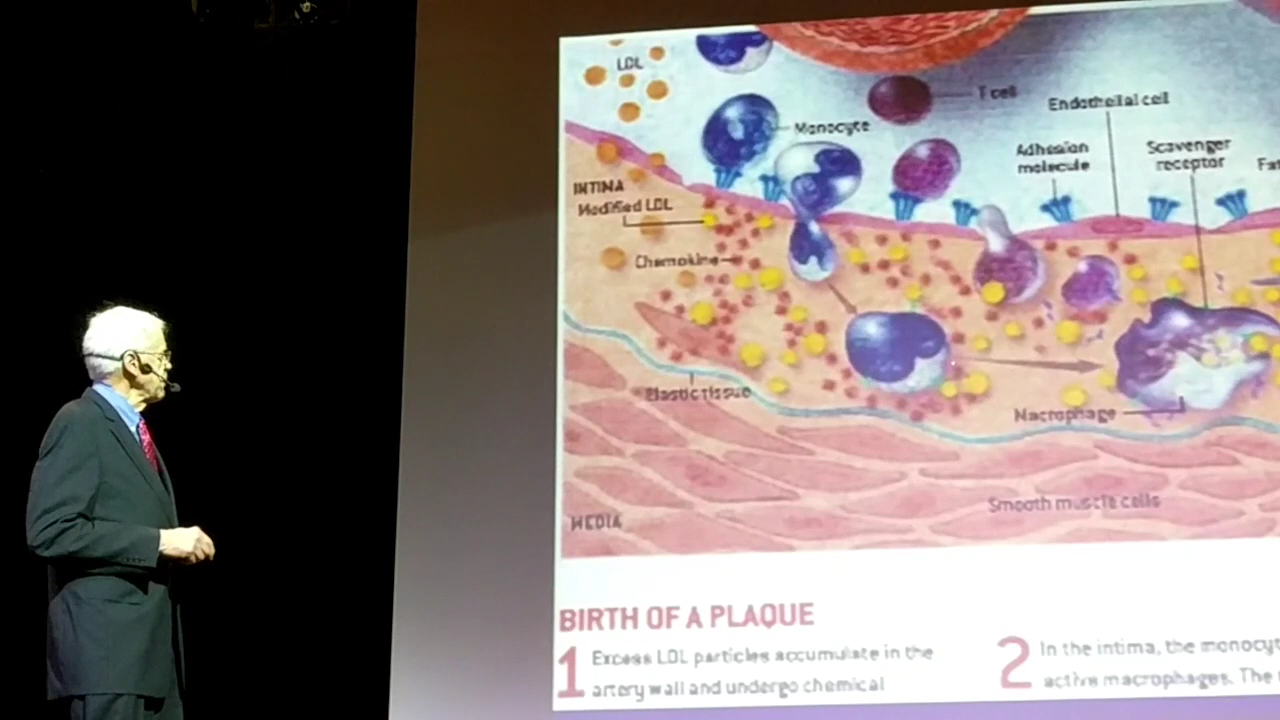 LDL
T cell
Endothelial cell
Monocyte
Adhesion
molecule
Scavenger
receptor
INTIMA
Modified LDL
Chemokine
Elastic tissue
Macrophage
Smooth muscle cells
MEDIA
BIRTH OF A PLAQUE
1 Excess LDL particles accumulate in the
artery wall and undergo chemical
2 In the intima, the monocyt
active macrophages. The